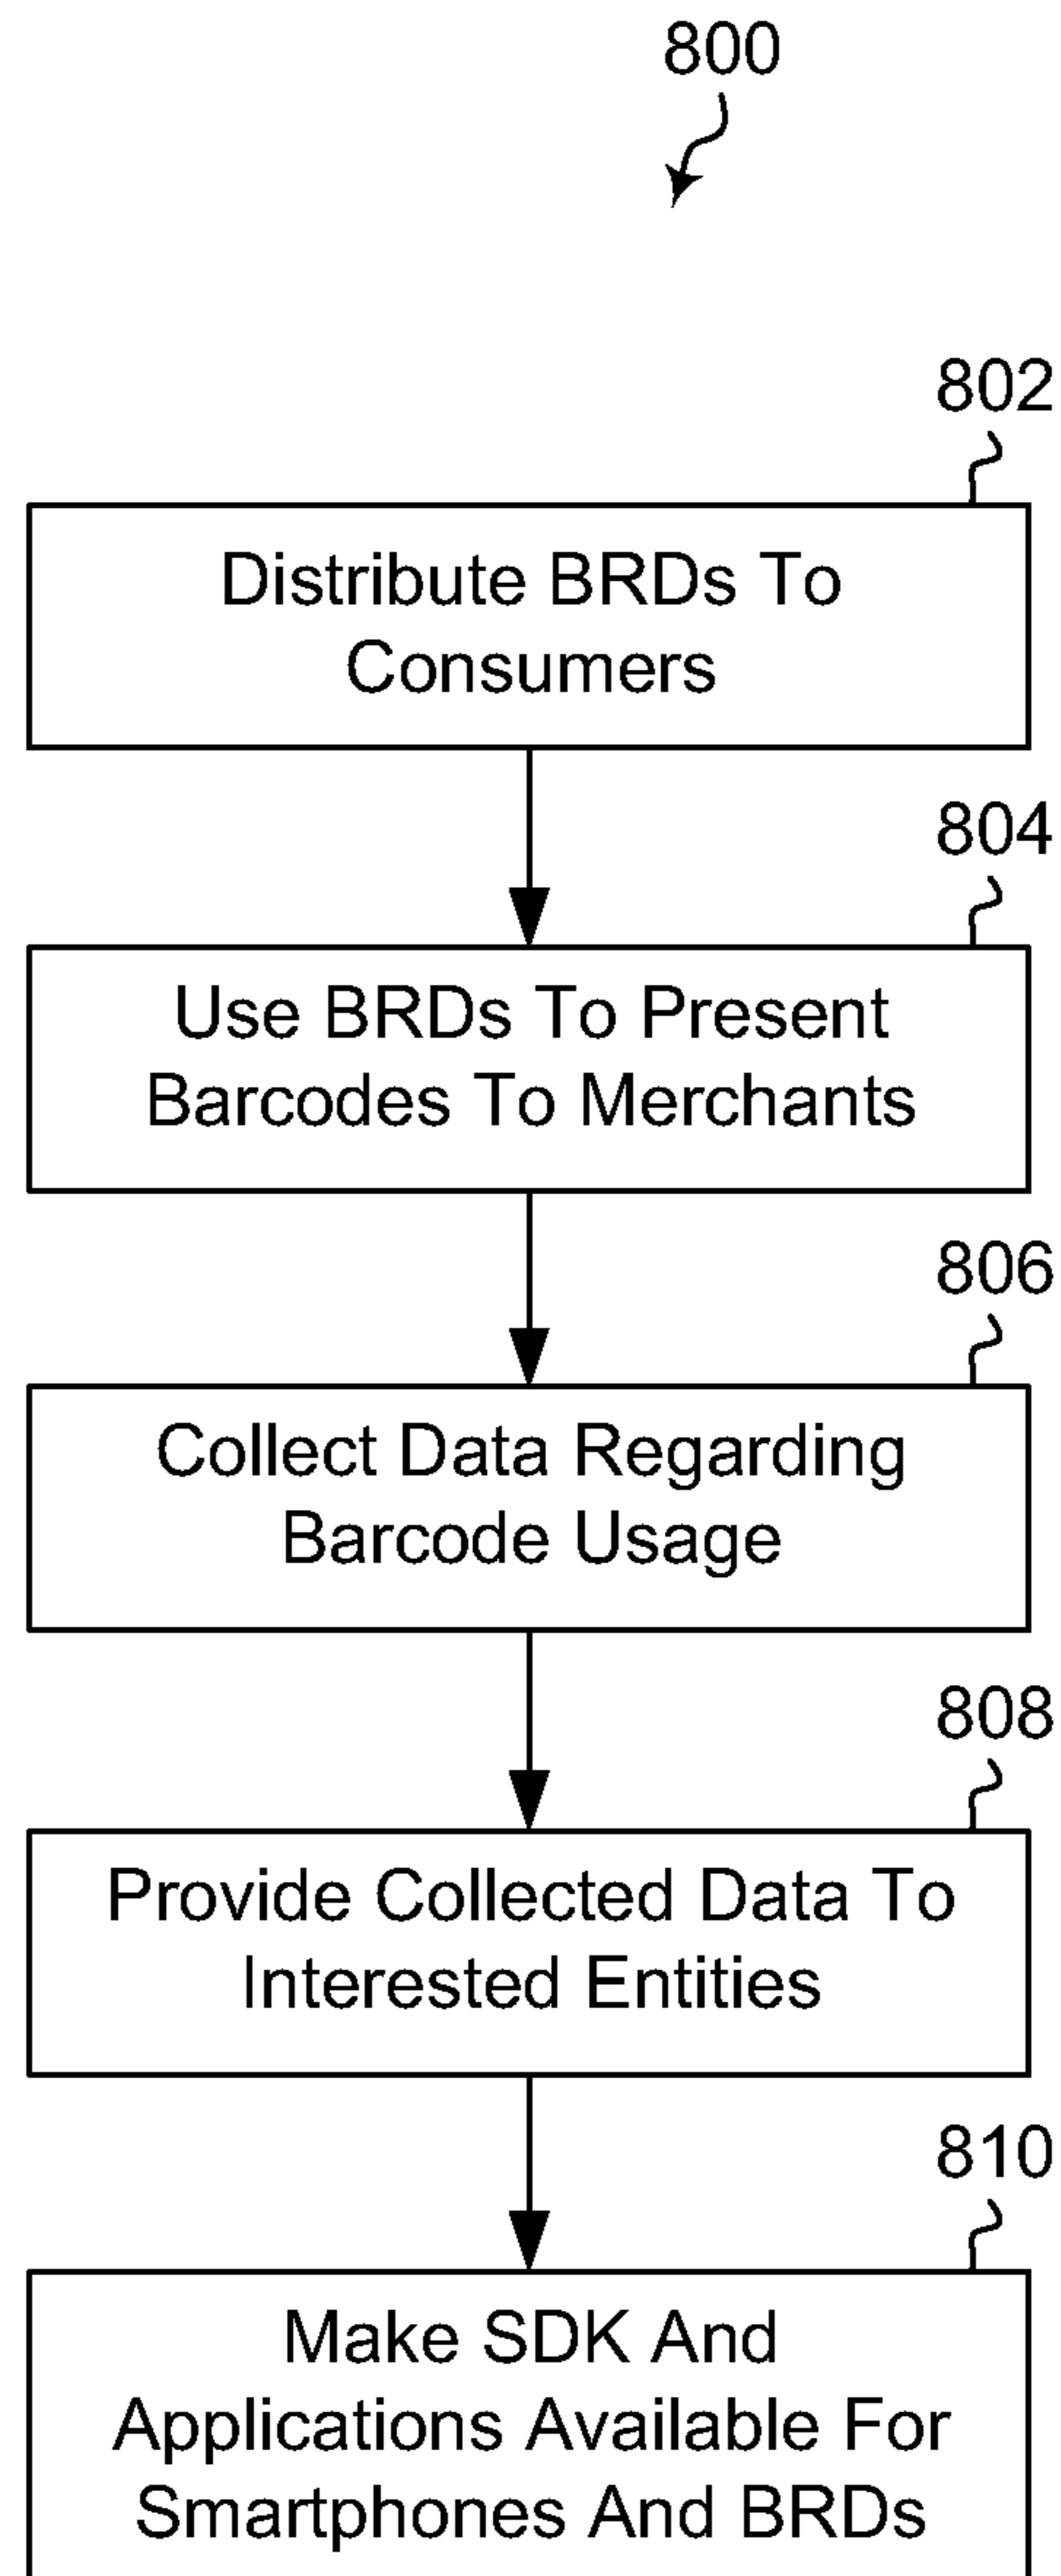 800
802
Distribute BRDs To
Consumers
804
Use BRDs To Present
Barcodes To Merchants
806
Collect Data Regarding
Barcode Usage
808
Provide Collected Data To
Interested Entities
810
Make SDK And
Applications Available For
Smartphones And BRDs